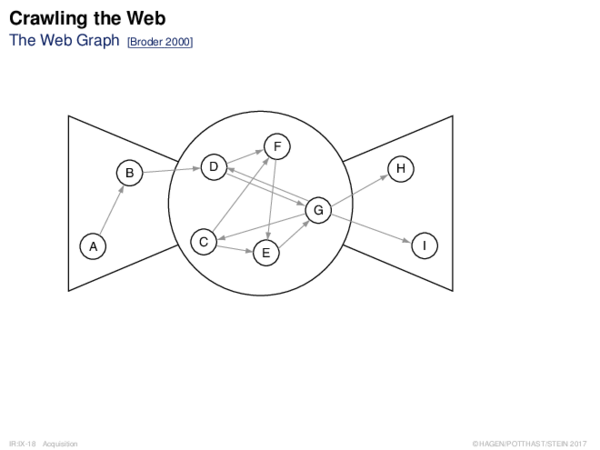 Crawling the Web
The Web Graph [Broder 2000]
F
D
H
B
G
C
A
I
E
IR:IX-18 Acquisition
©HAGEN/POTTHAST/STEIN 2017